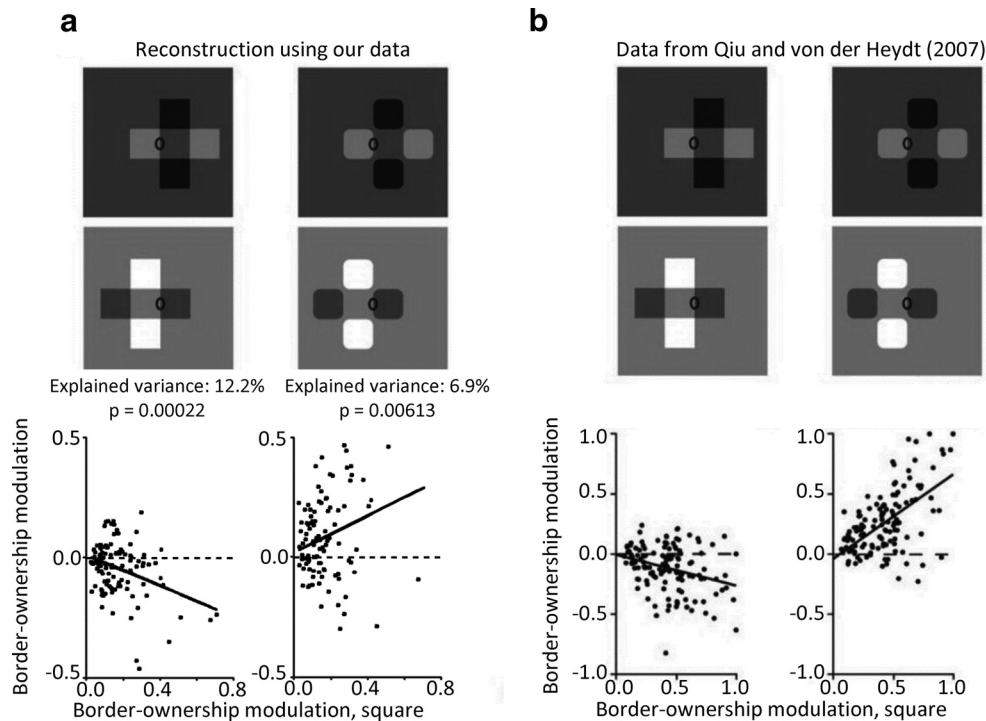 a
Reconstruction using our data
Explained variance: 12.2%
p = 0.00022
Explained variance: 6.9%
p = 0.00613
Border-ownership modulation
0.5
0.0
-0.5
0.0 0.4 0.8
0.5
0.0
-0.5
0.0 0.4 0.8
Border-ownership modulation, square
b
Data from Qiu and von der Heydt (2007)
Border-ownership modulation
1.0
0.5
0.0
-0.5
-1.0
0.0 0.5 1.0
1.0
0.5
0.0
-0.5
-1.0
0.0 0.5 1.0
Border-ownership modulation, square